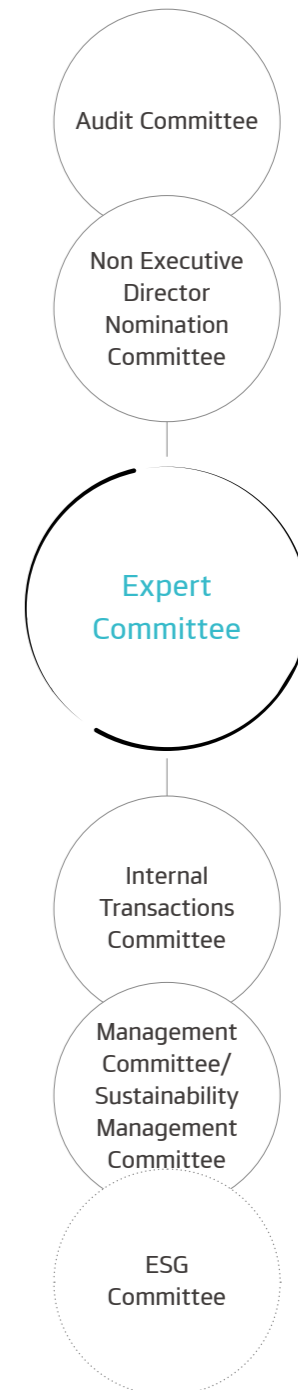 Audit Committee
Non Executive
Director
Nomination
Committee
Expert
Committee
Internal
Transactions
Committee
Management
Committee/
Sustainability
Management
Committee
ESG
Committee